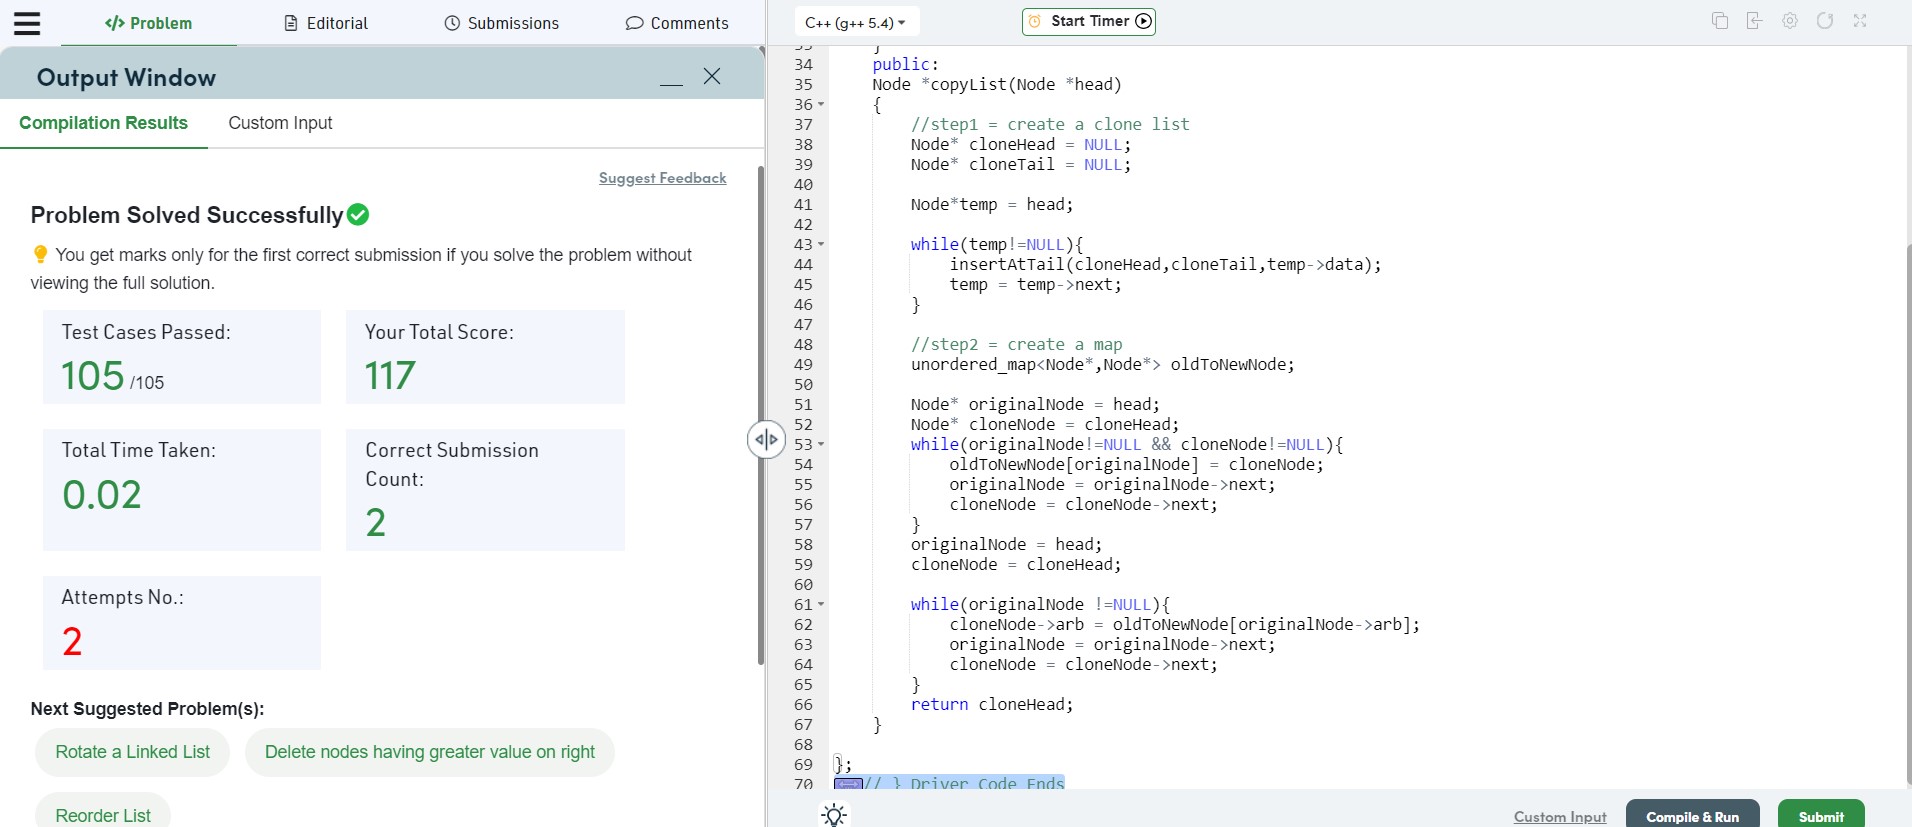 </> Problem
Editorial
Submissions
Comments
Output Window
Compilation Results
Custom Input
Suggest Feedback
Problem Solved Successfully
You get marks only for the first correct submission if you solve the problem without
viewing the full solution.
Test Cases Passed:
105 /105
Your Total Score:
117
Total Time Taken:
0.02
Correct Submission
Count:
2
Attempts No.:
2
Next Suggested Problem(s):
Rotate a Linked List
Delete nodes having greater value on right
Reorder List
C++ (g++ 5.4)
Start Timer
33 }
34 public:
35 Node *copyList(Node *head)
36 {
37 //step1 = create a clone list
38 Node* cloneHead = NULL;
39 Node* cloneTail = NULL;
40
41 Node*temp = head;
42
43 while(temp!=NULL){
44 insertAtTail(cloneHead,cloneTail,temp->data);
45 temp = temp->next;
46 }
47
48 //step2 = create a map
49 unordered_map<Node*,Node*> oldToNewNode;
50
51 Node* originalNode = head;
52 Node* cloneNode = cloneHead;
53 while(originalNode!=NULL && cloneNode!=NULL){
54 oldToNewNode[originalNode] = cloneNode;
55 originalNode = originalNode->next;
56 cloneNode = cloneNode->next;
57 }
58 originalNode = head;
59 cloneNode = cloneHead;
60
61 while(originalNode !=NULL){
62 cloneNode->arb = oldToNewNode[originalNode->arb];
63 originalNode = originalNode->next;
64 cloneNode = cloneNode->next;
65 }
66 return cloneHead;
67 }
68
69 };
70 // } Driver Code Ends
Custom Input
Compile & Run
Submit